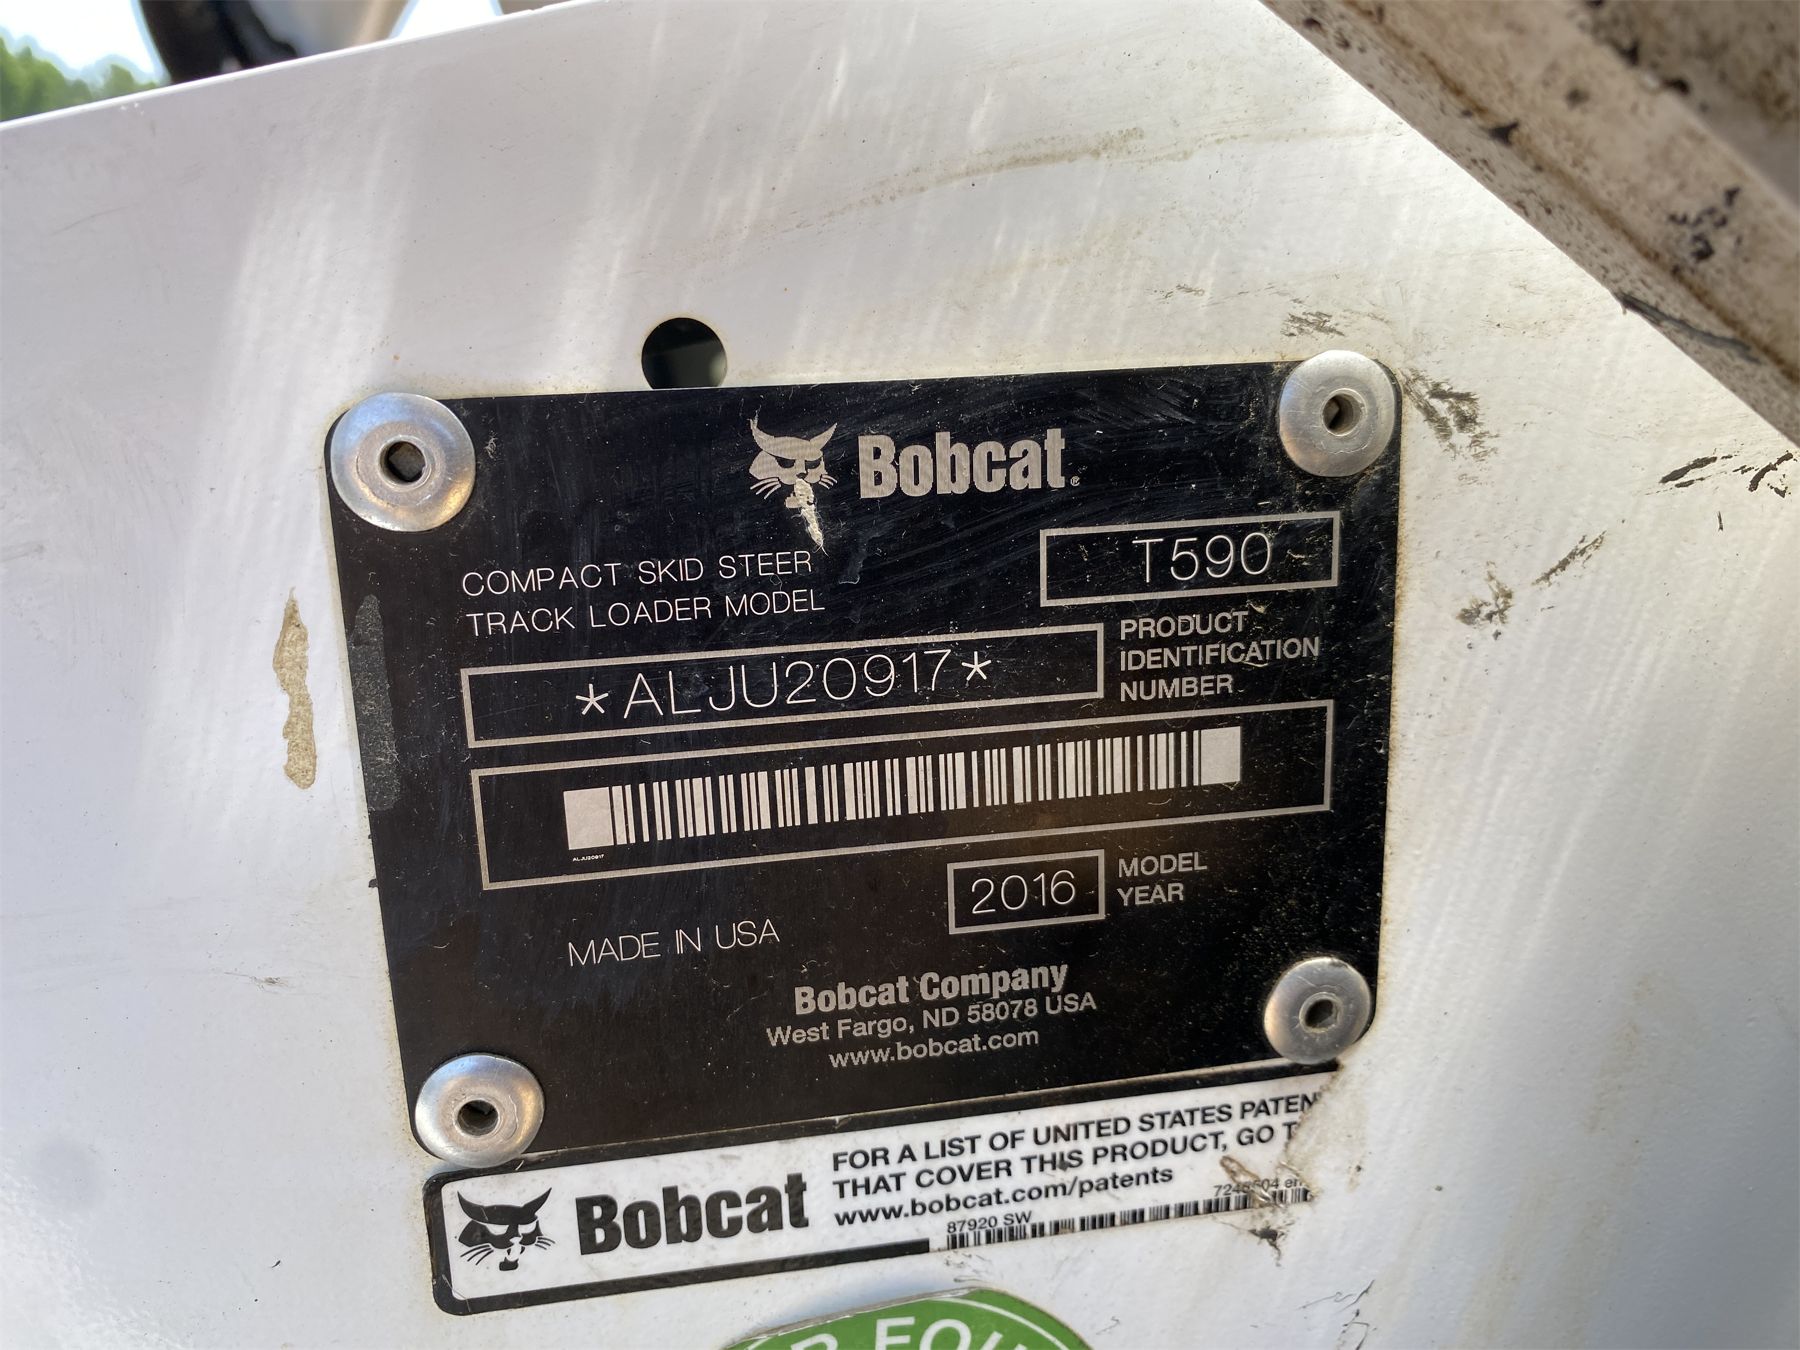 Bobcat®
COMPACT SKID STEER
TRACK LOADER MODEL
T590
*ALJU20917*
PRODUCT
IDENTIFICATION
NUMBER
ALJU20917
2016
MODEL
YEAR
MADE IN USA
Bobcat Company
West Fargo, ND 58078 USA
www.bobcat.com
Bobcat
FOR A LIST OF UNITED STATES PATEN
THAT COVER THIS PRODUCT, GO T
www.bobcat.com/patents
87920 SW